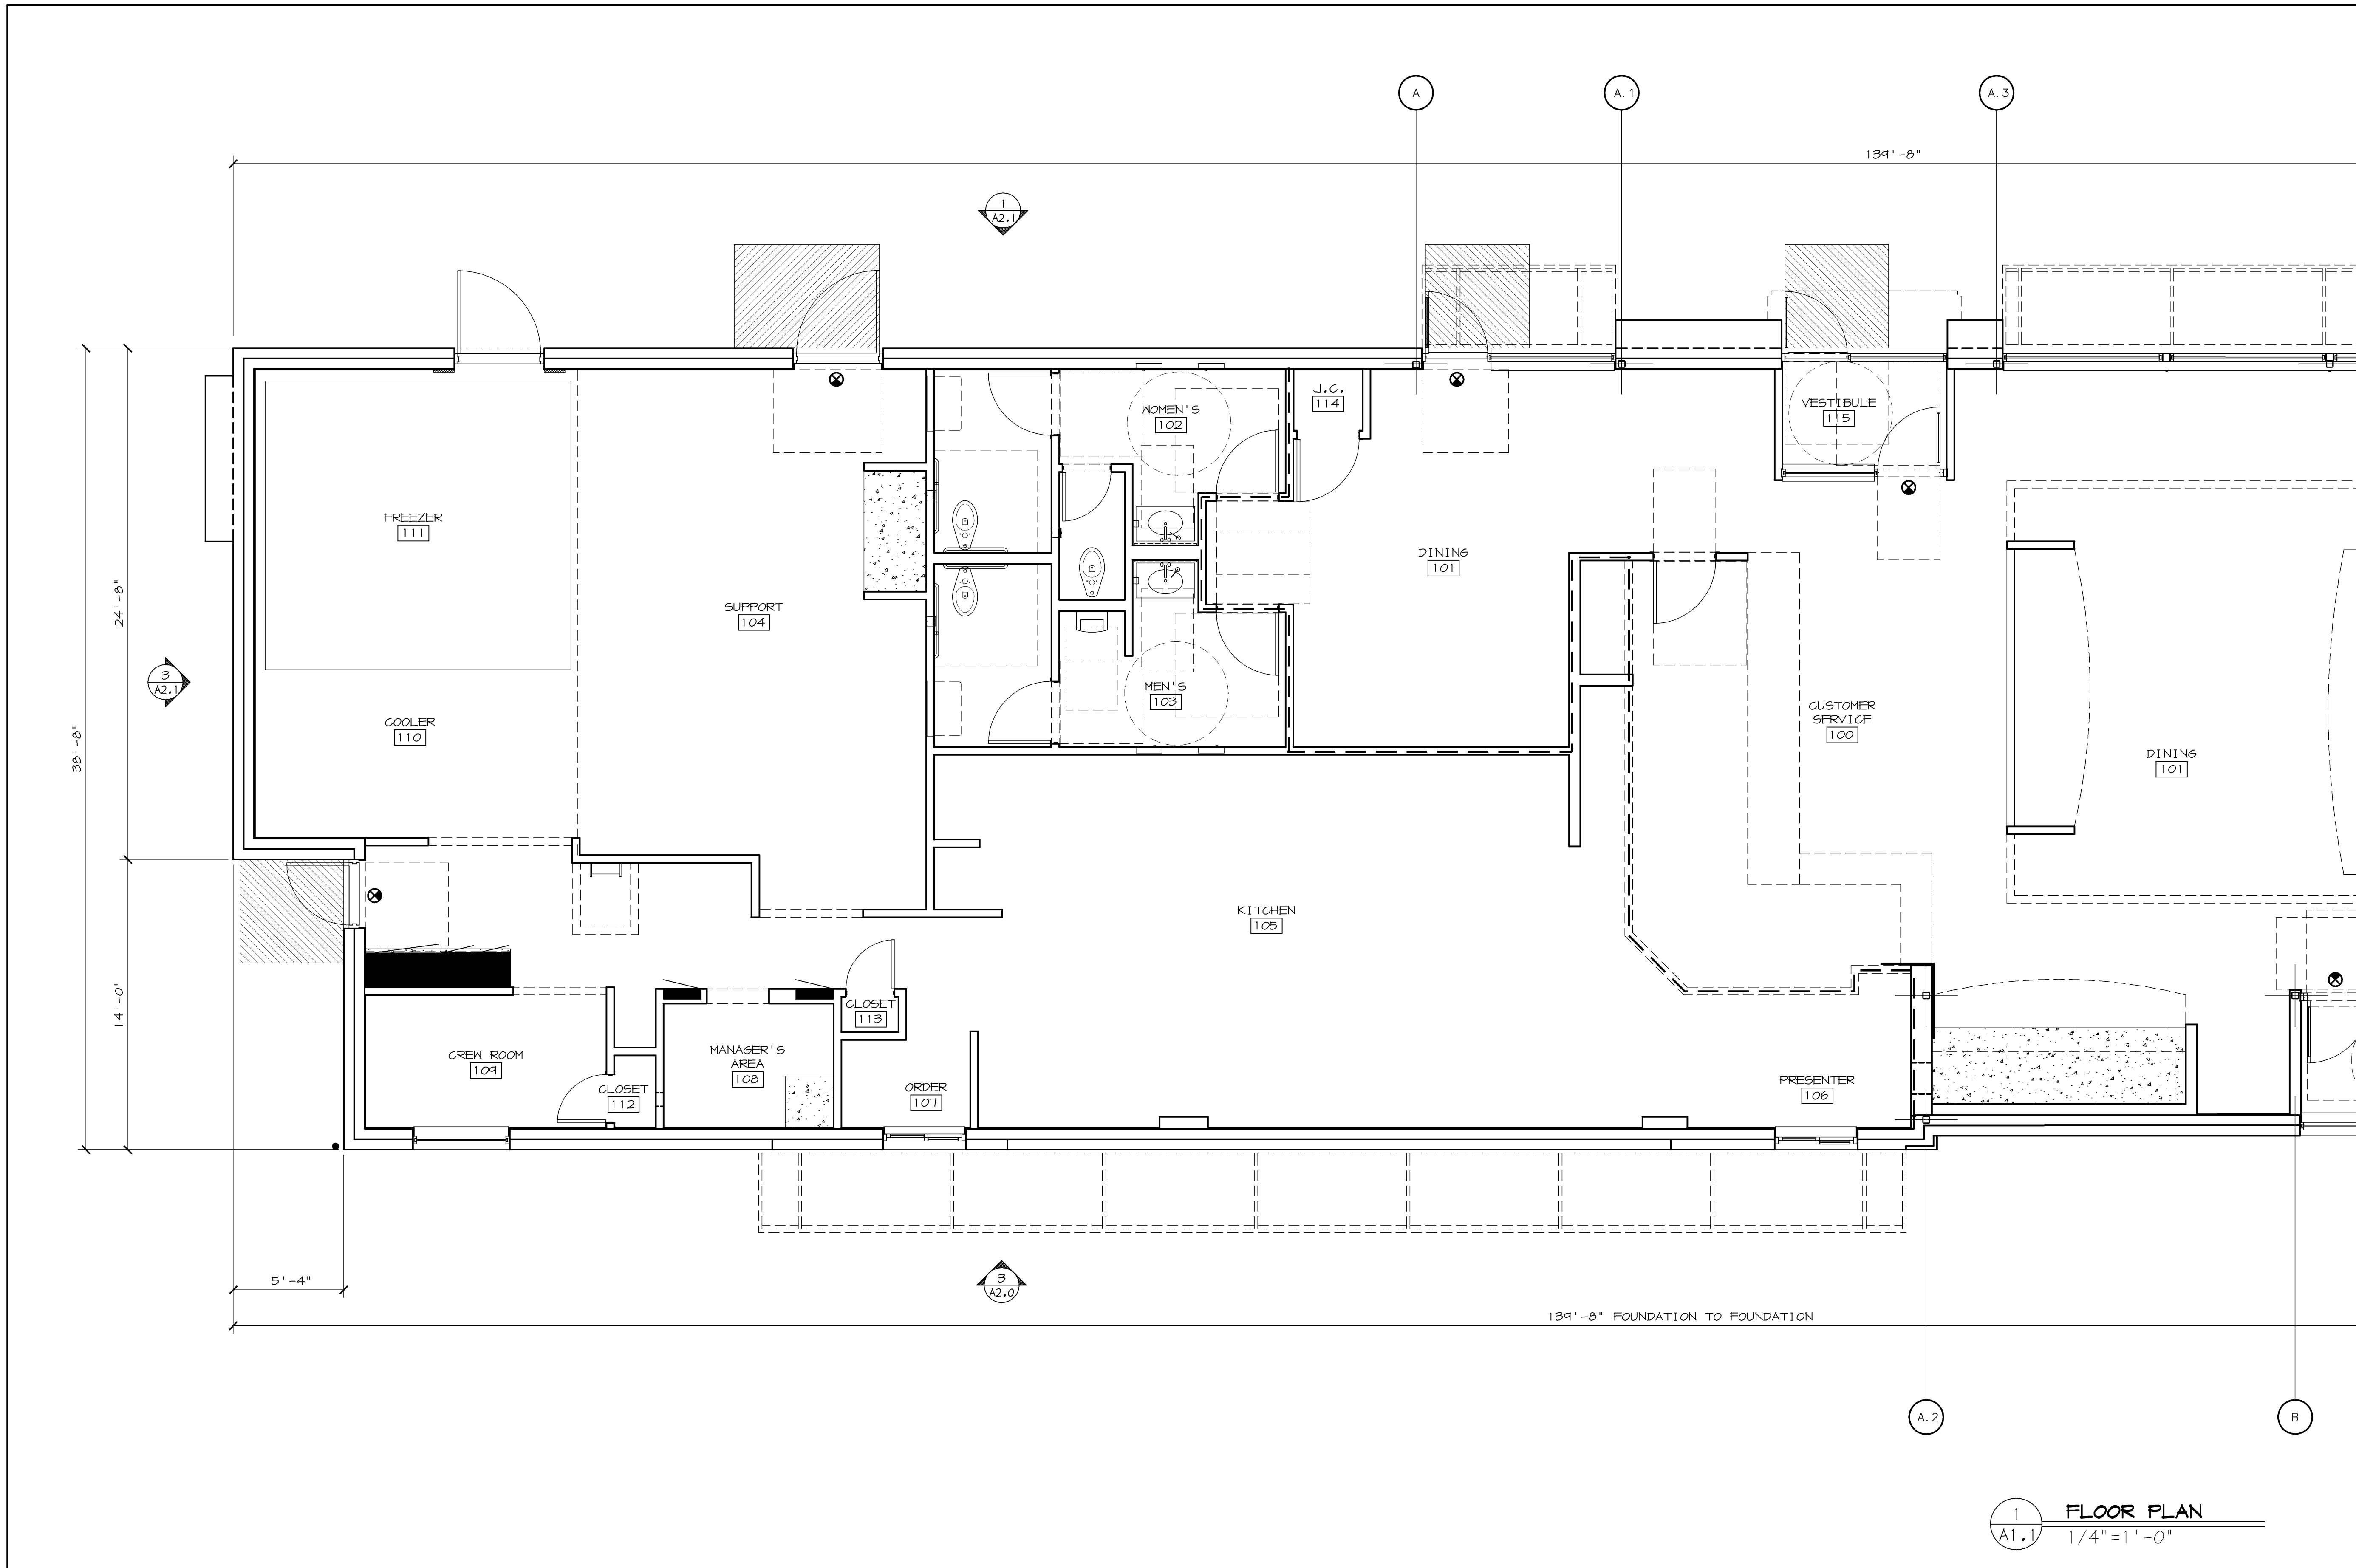 A
A.1
A.3
139'-8"
1
A2.1
J.C.
114
WOMEN'S
102
VESTIBULE
115
FREEZER
111
DINING
101
24'-8"
SUPPORT
104
3
A2.1
MEN'S
103
38'-8"
COOLER
110
CUSTOMER
SERVICE
100
DINING
101
KITCHEN
105
14'-0"
CLOSET
113
CREW ROOM
109
MANAGER'S
AREA
108
CLOSET
112
ORDER
107
PRESENTER
106
5'-4"
3
A2.0
139'-8" FOUNDATION TO FOUNDATION
A.2
B
1
A1.1
FLOOR PLAN
1/4"=1'-0"